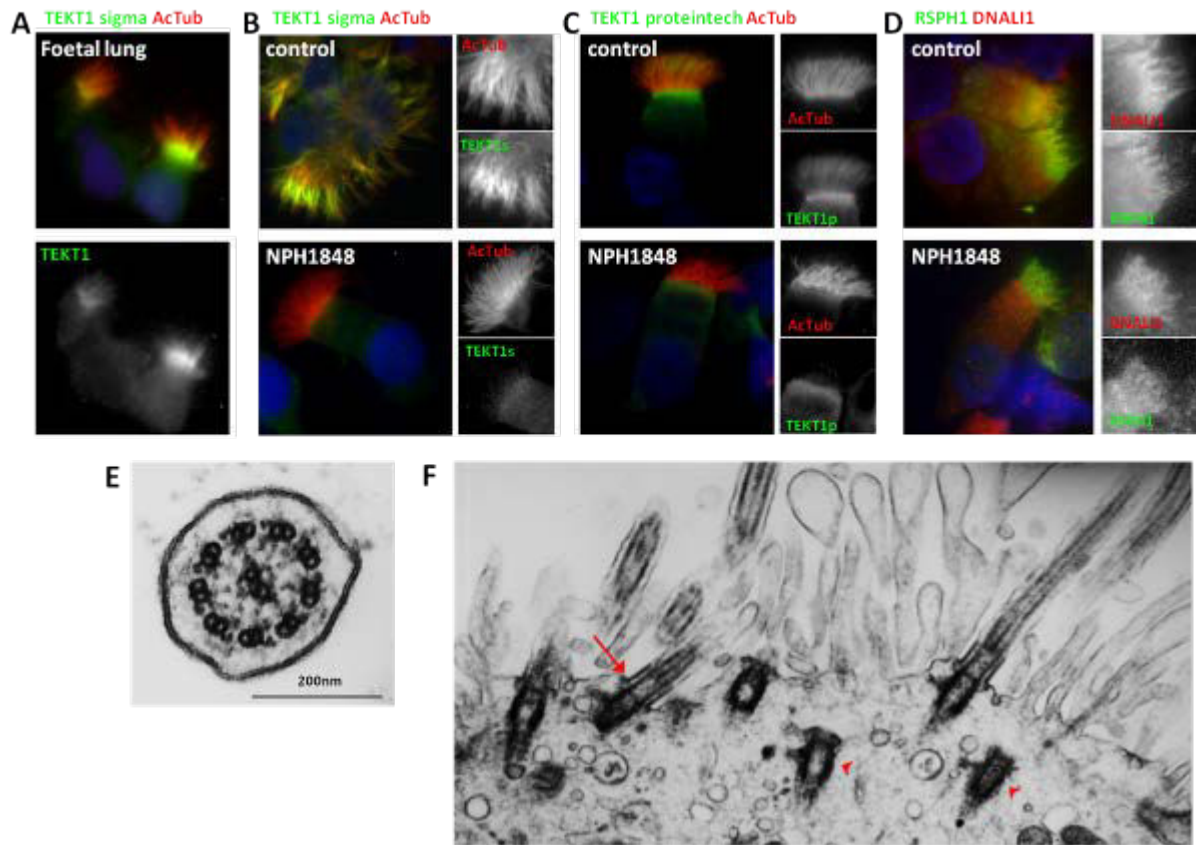 TEKT1 sigma AcTub
TEKT1 sigma AcTub
TEKT1 proteintech AcTub
RSPH1 DNALI1
A
Foetal lung
B
control
AcTub
C
control
AcTub
D
control
DNALI1
TEKT1s
TEKT1p
RSPH1
TEKT1
NPH1848
AcTub
NPH1848
AcTub
NPH1848
DNALI1
TEKT1s
TEKT1p
RSPH1
E
F
200nm